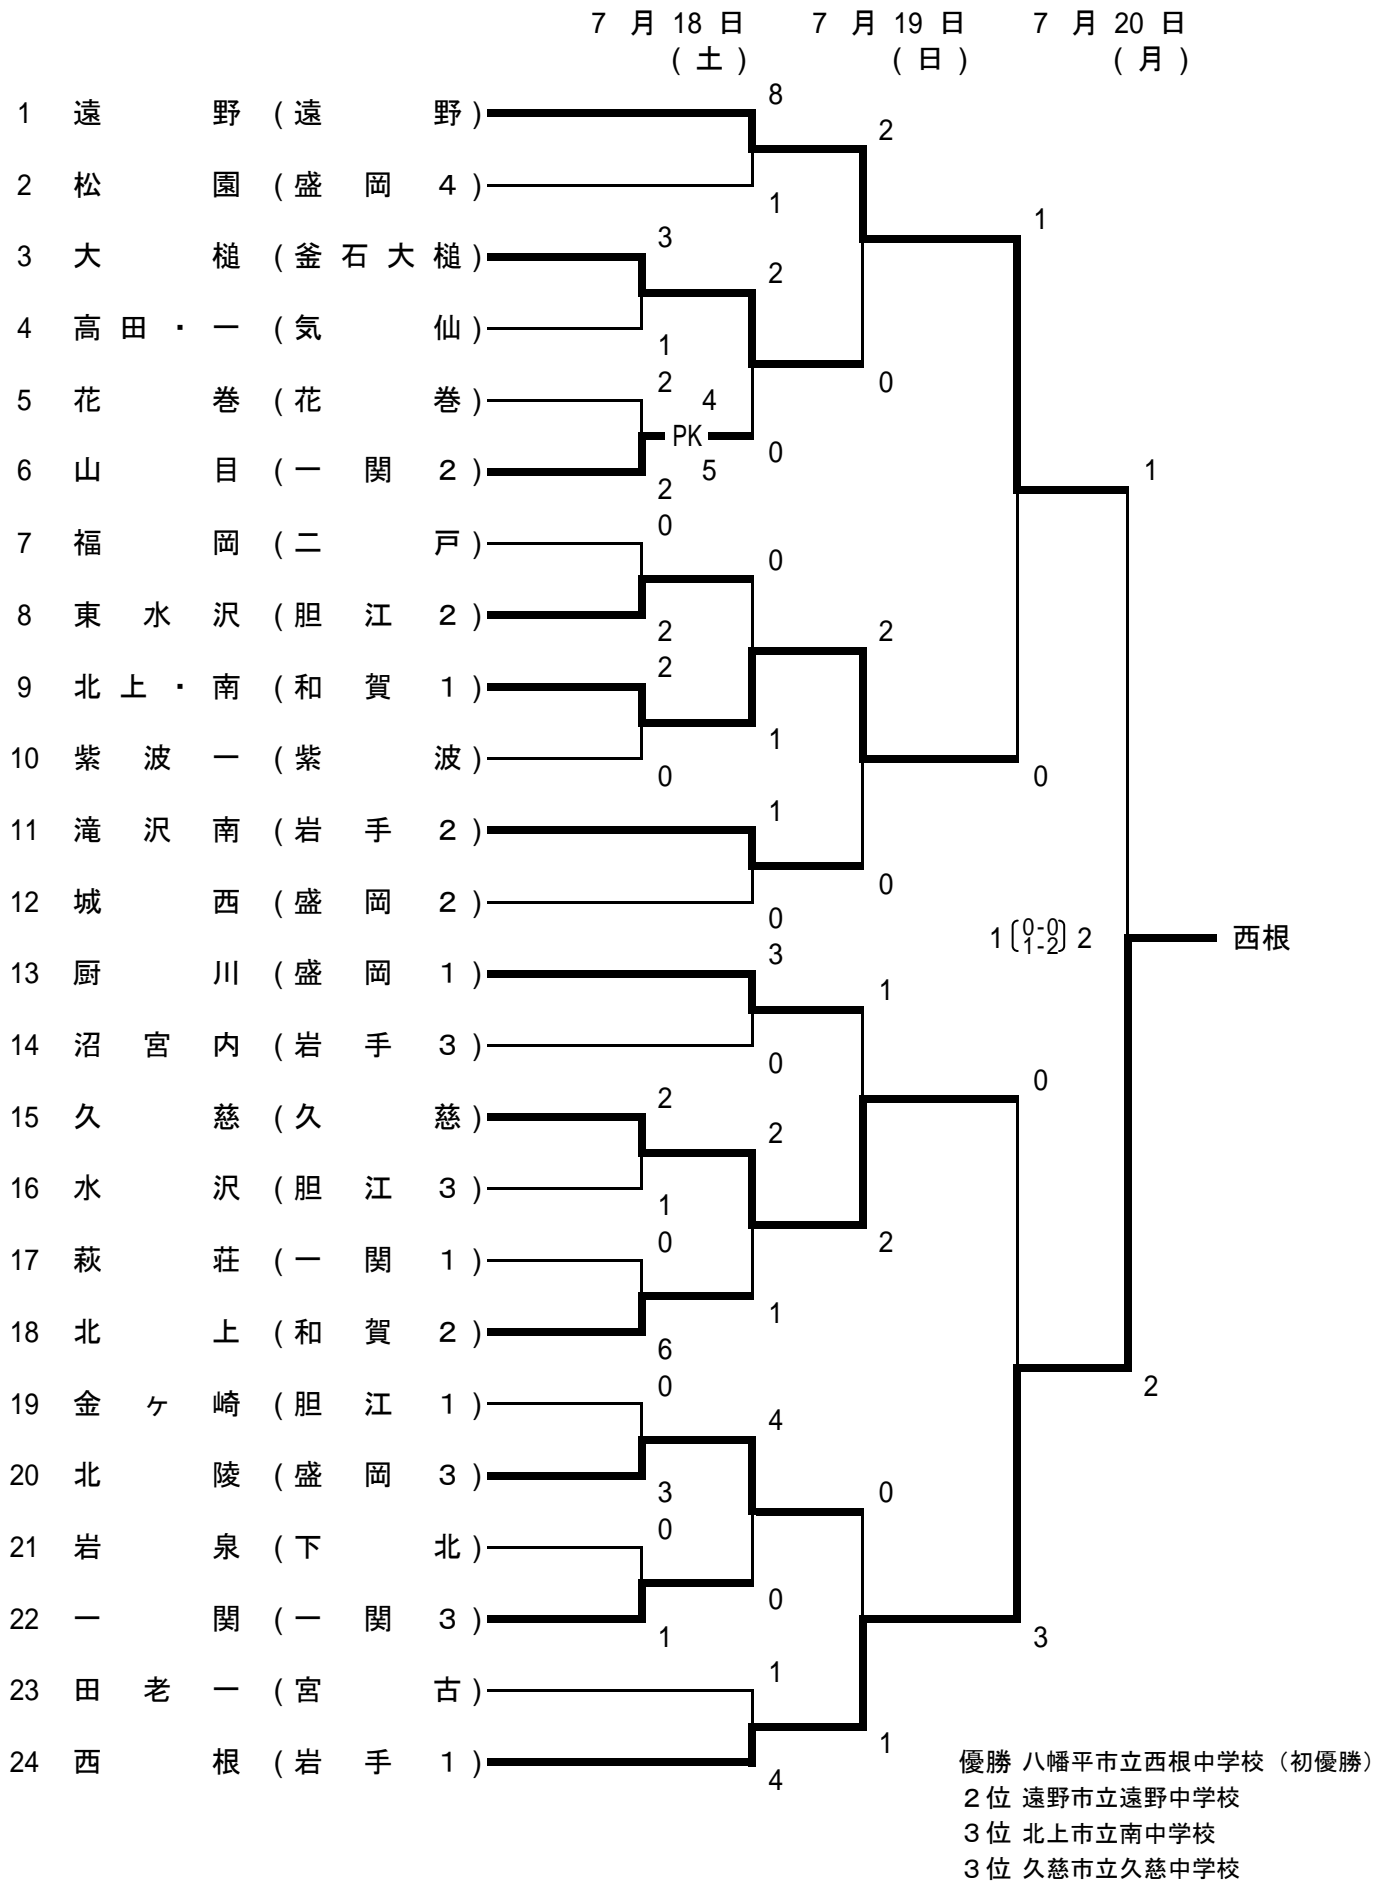 7 月 18 日 7 月 19 日 7 月 20 日
(土) (日) (月)
1 遠野 (遠野)
2 松園 (盛岡４)
3 大槌 (釜石大槌)
4 高田・一 (気仙)
5 花巻 (花巻)
6 山目 (一関２)
7 福岡 (二戸)
8 東水沢 (胆江２)
9 北上・南 (和賀１)
10 紫波一 (紫波)
11 滝沢南 (岩手２)
12 城西 (盛岡２)
13 厨川 (盛岡１)
14 沼宮内 (岩手３)
15 久慈 (久慈)
16 水沢 (胆江３)
17 萩荘 (一関１)
18 北上 (和賀２)
19 金ヶ崎 (胆江１)
20 北陵 (盛岡３)
21 岩泉 (下北)
22 一関 (一関３)
23 田老一 (宮古)
24 西根 (岩手１)
3
1
2
2
4
PK
5
0
2
2
0
2
1
0
6
0
3
0
1
8
1
2
0
0
1
1
0
3
0
2
1
4
0
1
4
2
0
2
0
1
2
0
1
1
0
0
3
1
2
1 0-0 2
1-2
西根
優勝 八幡平市立西根中学校（初優勝）
２位 遠野市立遠野中学校
３位 北上市立南中学校
３位 久慈市立久慈中学校